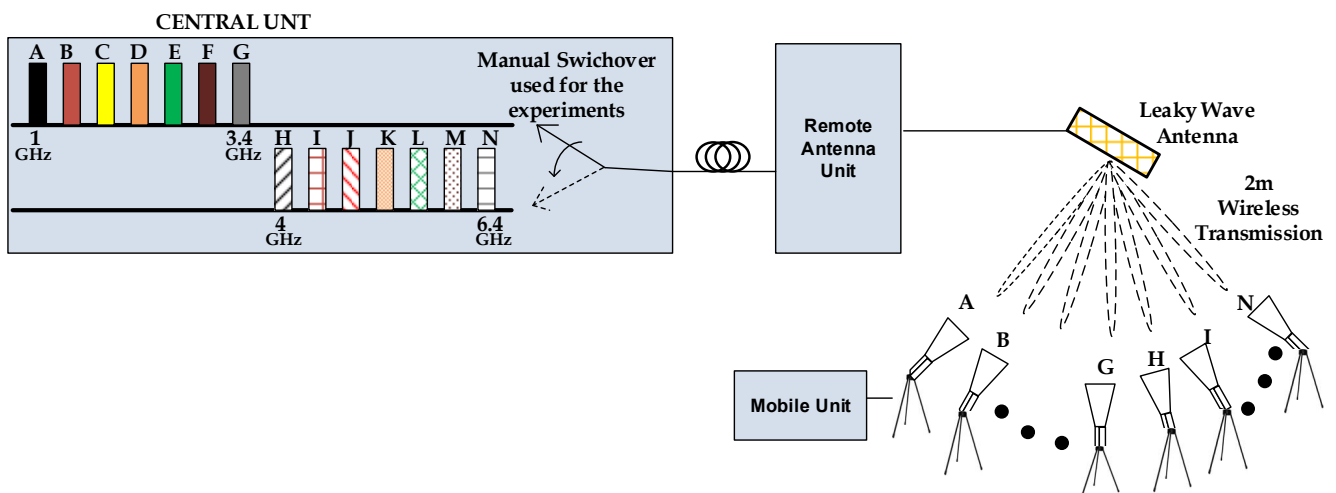 CENTRAL UNT
A B C D E F G
Manual Swichover
used for the
experiments
1
GHz
3.4
GHz
H I J K L M N
4
GHz
6.4
GHz
Remote
Antenna
Unit
Leaky Wave
Antenna
2m
Wireless
Transmission
A
B
G
H
I
N
Mobile Unit